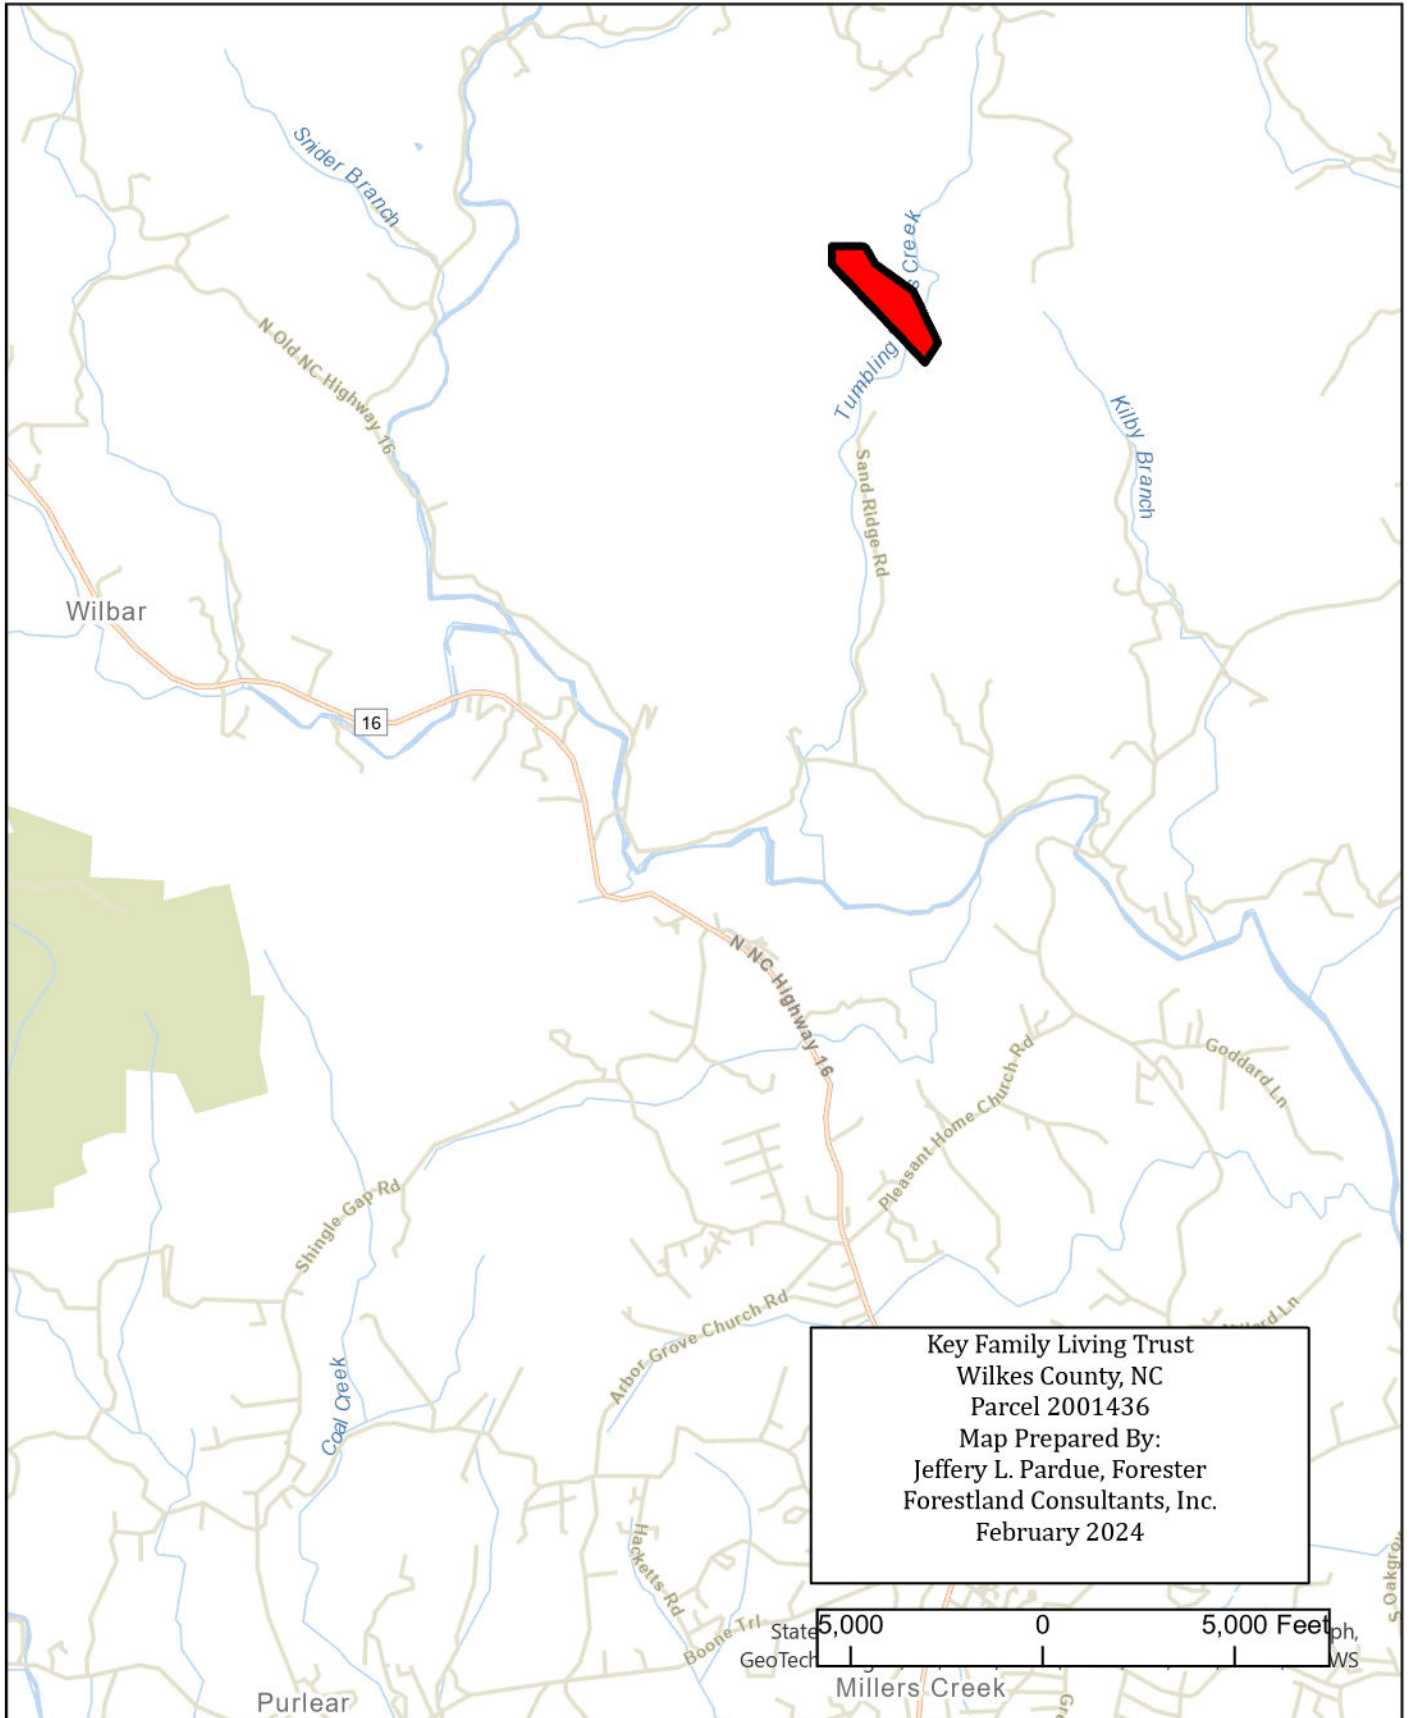 Snider Branch
s Creek
N Old NC Highway 16
Tumbling
Kilby Branch
Sand Ridge Rd
Wilbar
16
N NC Highway 16
Goddard Ln
Pleasant Home Church Rd
Shingle Gap Rd
Arbor Grove Church Rd
Coal Creek
Key Family Living Trust
Wilkes County, NC
Parcel 2001436
Map Prepared By:
Jeffery L. Pardue, Forester
Forestland Consultants, Inc.
February 2024
Hacketts Rd
Boone Trl
S Oakgrov
State
5,000 0 5,000 Feet
ph,
GeoTech
WS
Millers Creek
Purlear